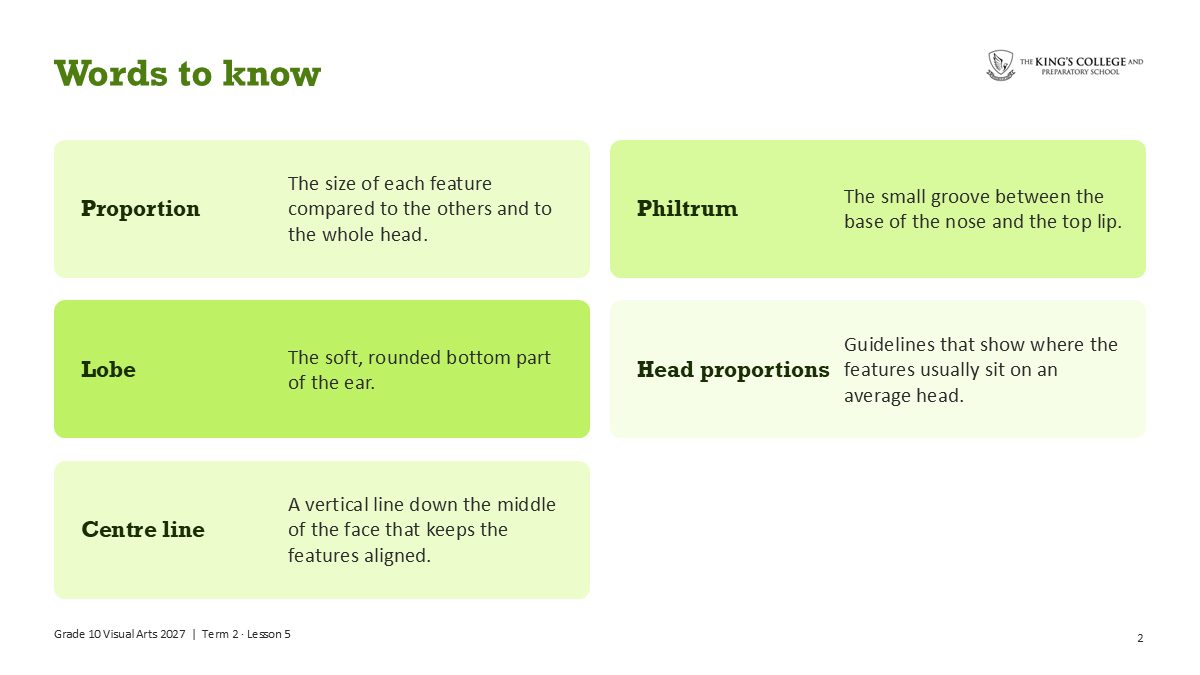 Words to know
THE KING'S COLLEGE AND
PREPARATORY SCHOOL
Proportion
The size of each feature
compared to the others and to
the whole head.
Philtrum
The small groove between the
base of the nose and the top lip.
Lobe
The soft, rounded bottom part
of the ear.
Head proportions
Guidelines that show where the
features usually sit on an
average head.
Centre line
A vertical line down the middle
of the face that keeps the
features aligned.
Grade 10 Visual Arts 2027 | Term 2 · Lesson 5
2